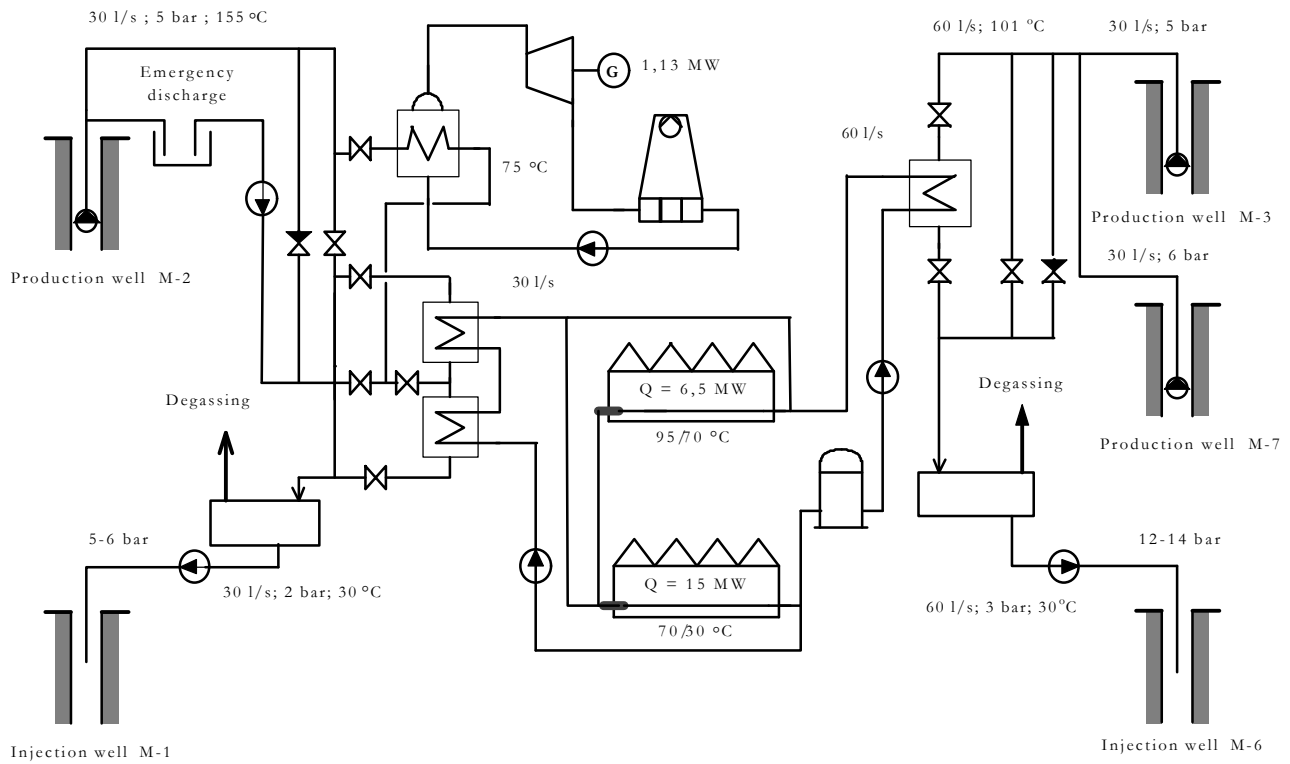 30 l/s ; 5 bar ; 155 °C
Emergency
discharge
Production well M-2
G
1,13 MW
75 °C
30 l/s
60 l/s; 101 °C
30 l/s; 5 bar
60 l/s
Production well M-3
30 l/s; 6 bar
Production well M-7
Q = 6,5 MW
95/70 °C
Degassing
Degassing
5-6 bar
30 l/s; 2 bar; 30 °C
Injection well M-1
Q = 15 MW
70/30 °C
12-14 bar
60 l/s; 3 bar; 30°C
Injection well M-6